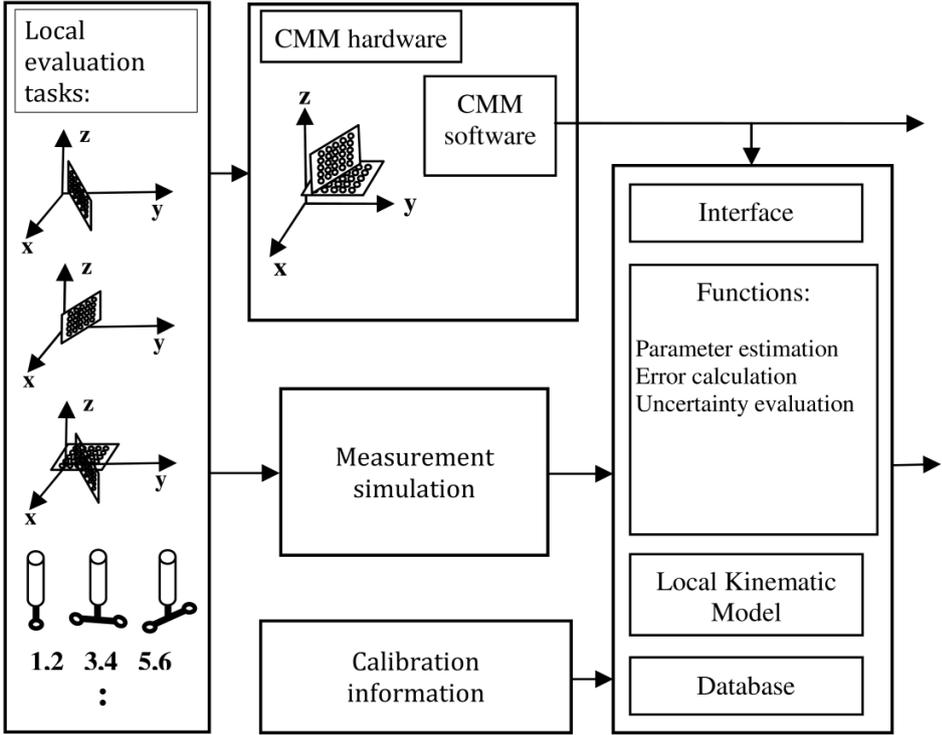 Local
evaluation
tasks:
z
y
x
z
y
x
z
y
x
1,2 3,4 5,6
:
CMM hardware
z
y
x
CMM
software
Measurement
simulation
Calibration
information
Interface
Functions:
Parameter estimation
Error calculation
Uncertainty evaluation
Local Kinematic
Model
Database